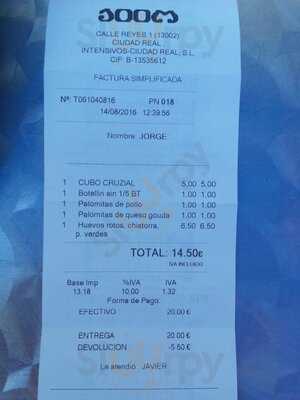 CALLE REYES 1 (13002)
CIUDAD REAL
INTENSIVOS-CIUDAD REAL, S.L.
CIF: B-13535612
FACTURA SIMPLIFICADA
Nº: T061040816 PN 018
14/08/2016 12:39:56
Nombre: JORGE
1 CUBO CRUZIAL 5,00 5,00
1 Botellin sin 1/5 BT 1,00 1,00
1 Palomitas de pollo 1,00 1,00
1 Palomitas de queso gouda 1,00 1,00
1 Huevos rotos, chistorra, 6,50 6,50
p. verdes
TOTAL: 14.50€
IVA INCLUIDO
Base Imp %IVA IVA
13.18 10.00 1.32
Forma de Pago:
EFECTIVO 20.00 €
ENTREGA 20.00 €
DEVOLUCION -5.50 €
Le atendió: JAVIER